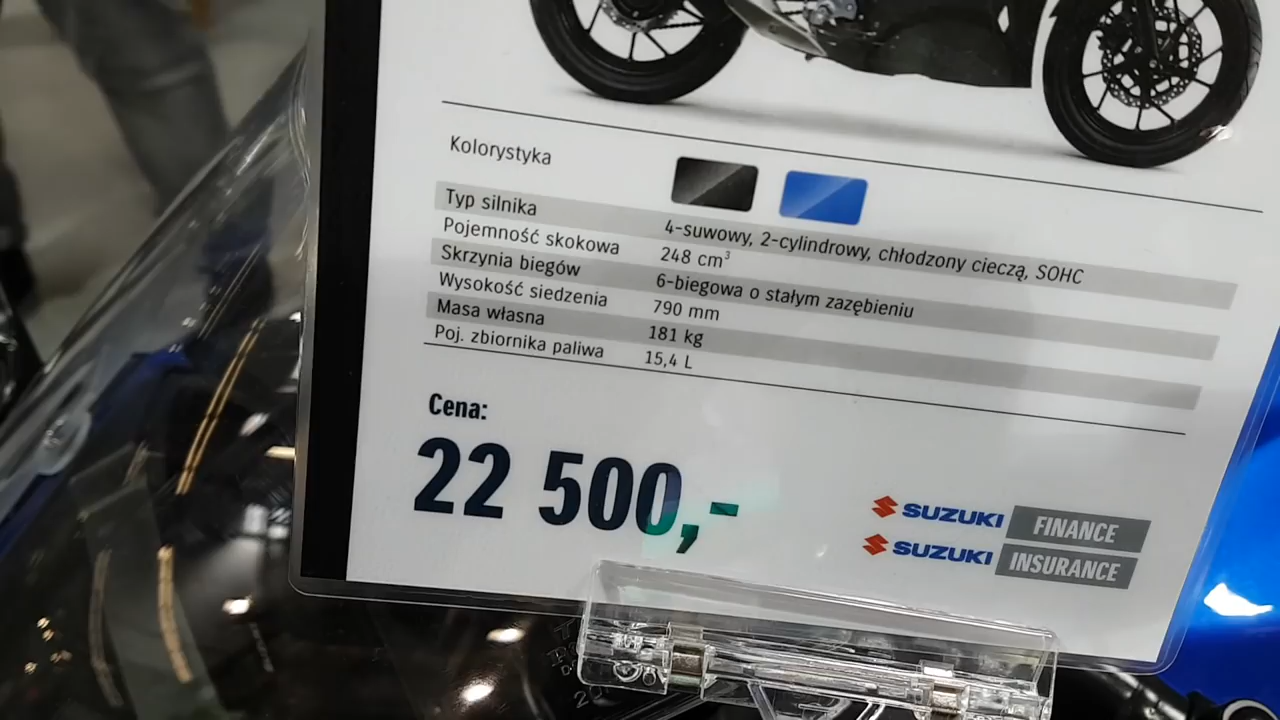 Kolorystyka
Typ silnika 4-suwowy, 2-cylindrowy, chłodzony cieczą, SOHC
Pojemność skokowa 248 cm³
Skrzynia biegów 6-biegowa o stałym zazębieniu
Wysokość siedzenia 790 mm
Masa własna 181 kg
Poj. zbiornika paliwa 15,4 L
Cena:
22 500,-
SUZUKI FINANCE
SUZUKI INSURANCE